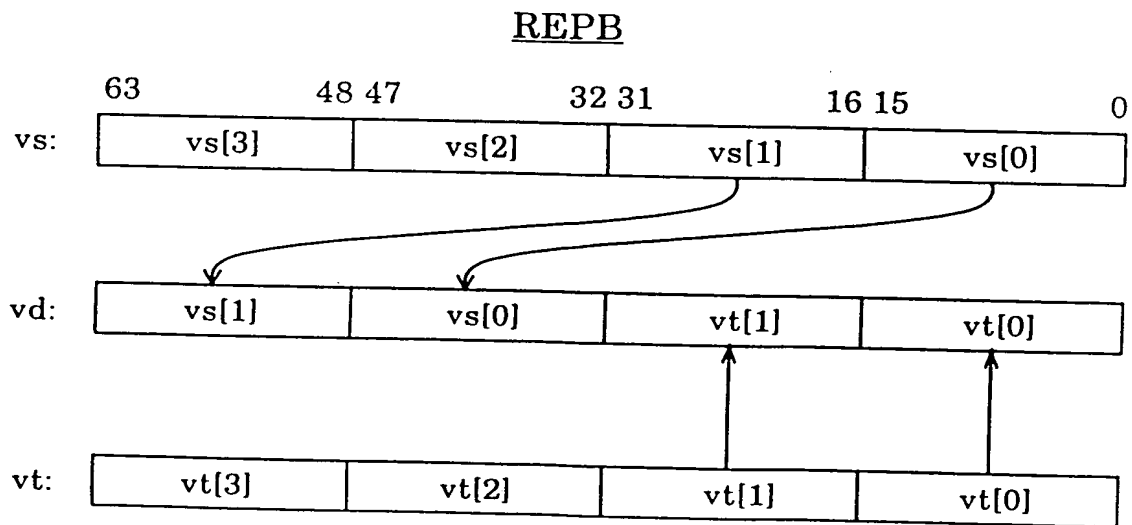 REPB
63 48 47 32 31 16 15 0
vs: vs[3] vs[2] vs[1] vs[0]
vd: vs[1] vs[0] vt[1] vt[0]
vt: vt[3] vt[2] vt[1] vt[0]